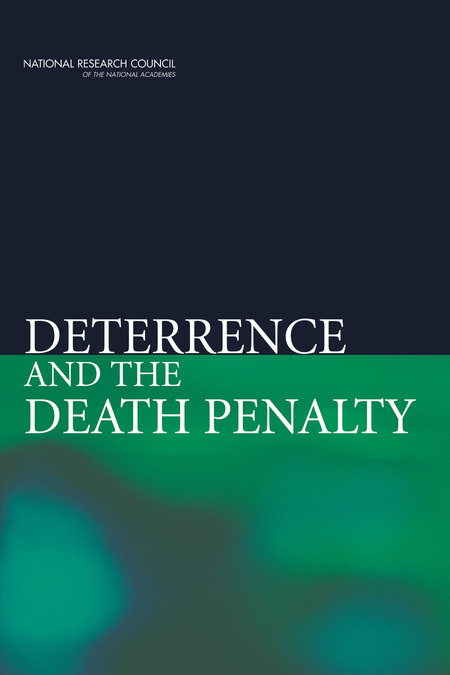 NATIONAL RESEARCH COUNCIL
OF THE NATIONAL ACADEMIES
DETERRENCE
AND THE
DEATH PENALTY